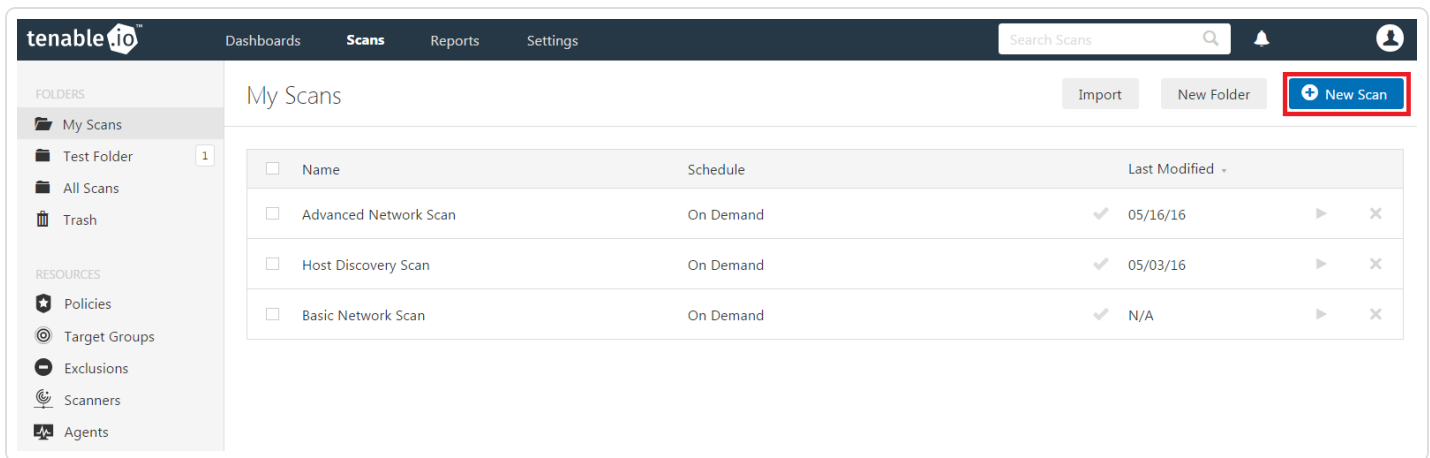 tenable.io™ Dashboards Scans Reports Settings Search Scans
FOLDERS
My Scans
Test Folder 1
All Scans
Trash
RESOURCES
Policies
Target Groups
Exclusions
Scanners
Agents
My Scans Import New Folder New Scan
Name Schedule Last Modified
Advanced Network Scan On Demand 05/16/16
Host Discovery Scan On Demand 05/03/16
Basic Network Scan On Demand N/A